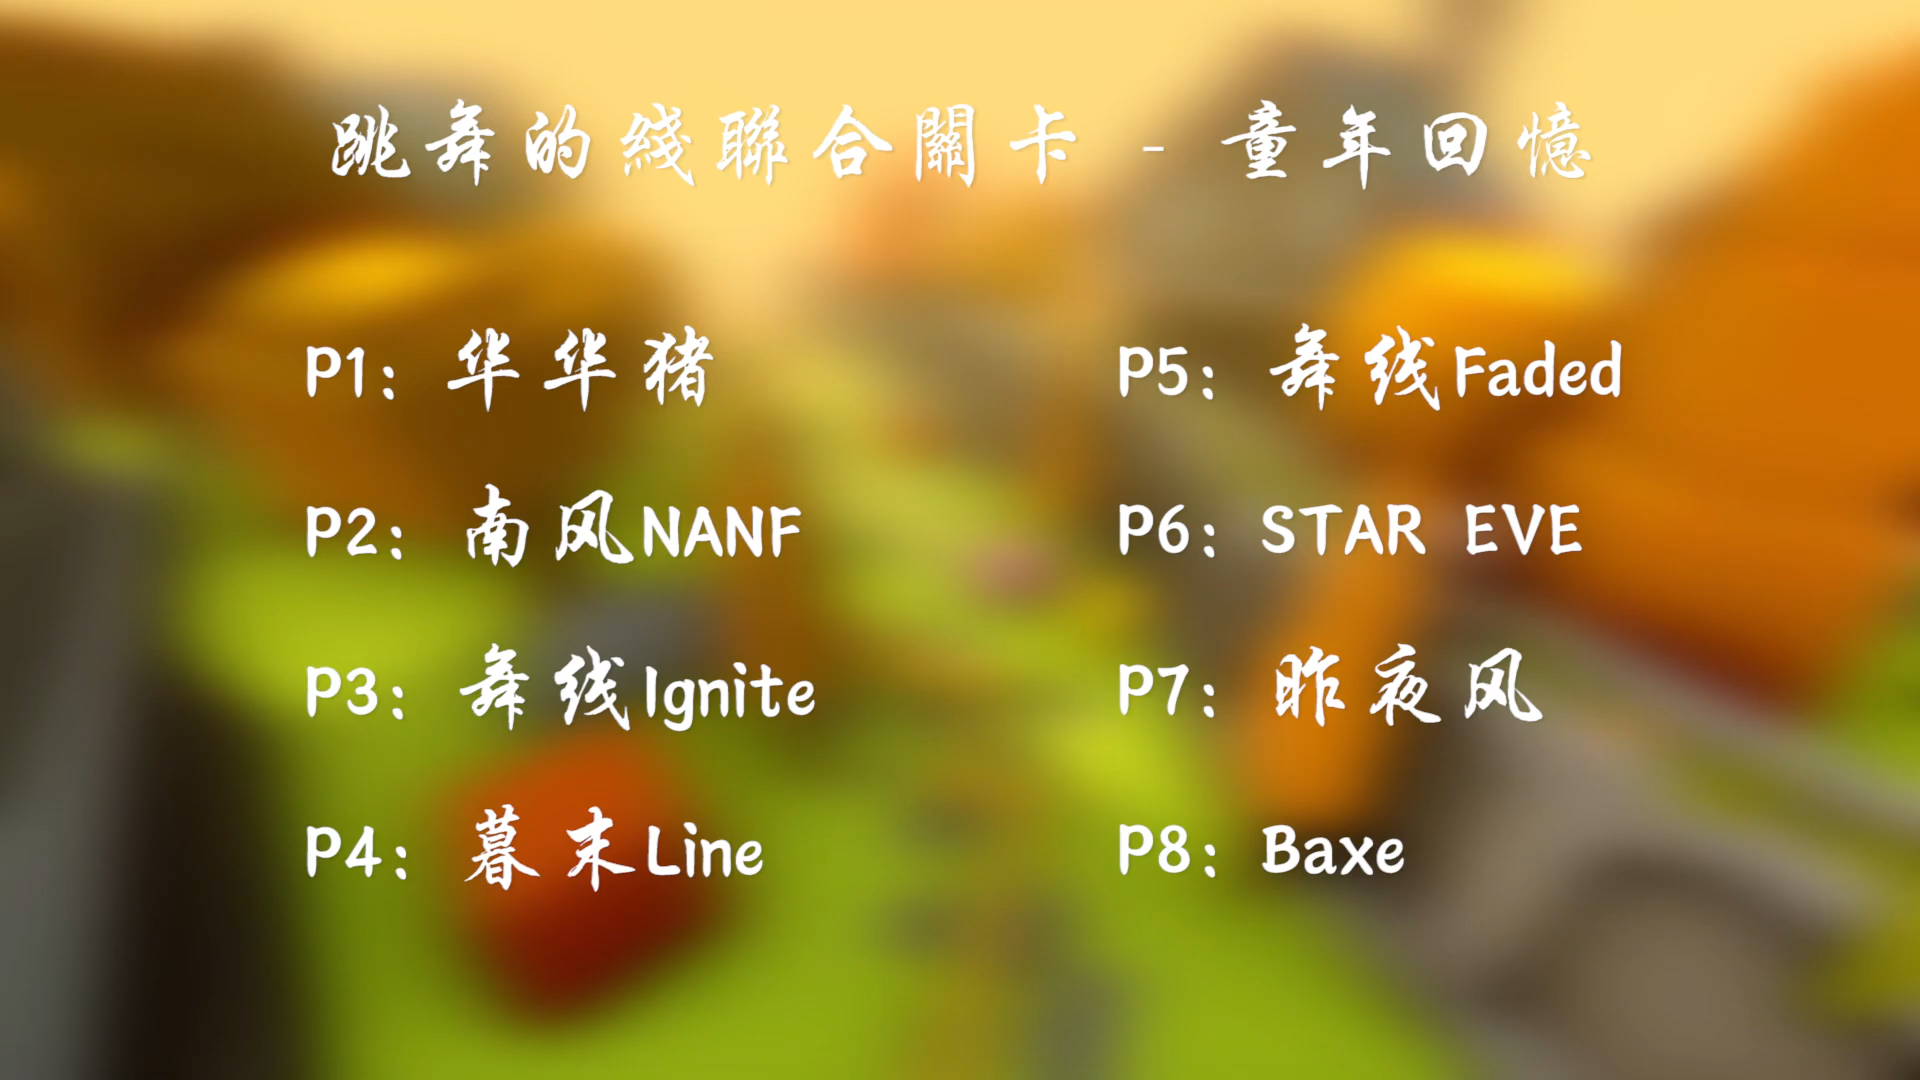 跳舞的綫聯合關卡 - 童年回憶
P1：华华猪
P2：南风NANF
P3：舞线Ignite
P4：暮末Line
P5：舞线Faded
P6：STAR EVE
P7：昨夜风
P8：Baxe